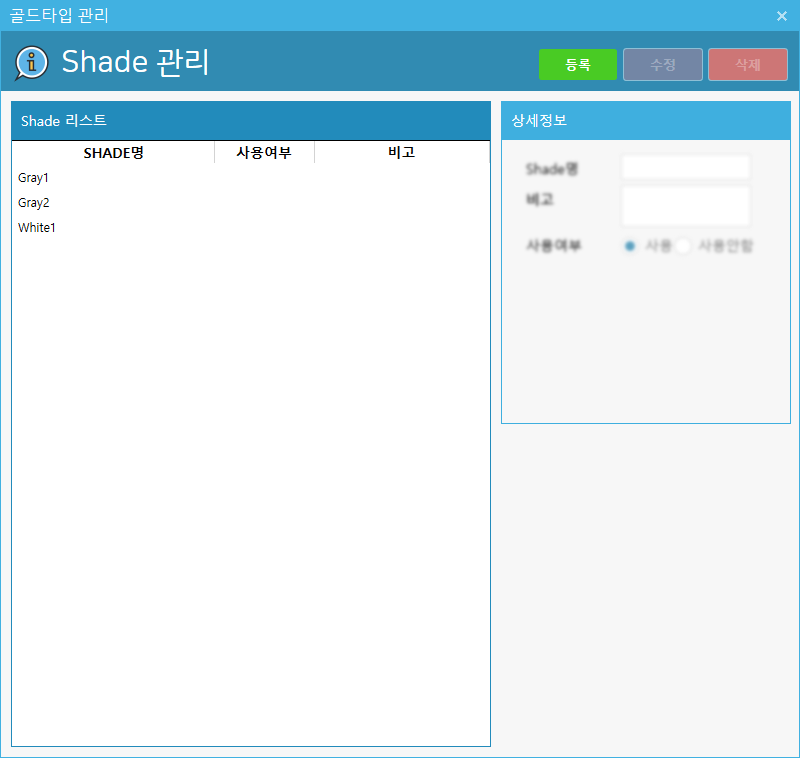 골드타입 관리
Shade 관리
등록 수정 삭제
Shade 리스트
SHADE명 사용여부 비고
Gray1
Gray2
White1
상세정보
Shade명
비고
사용여부 사용 사용안함